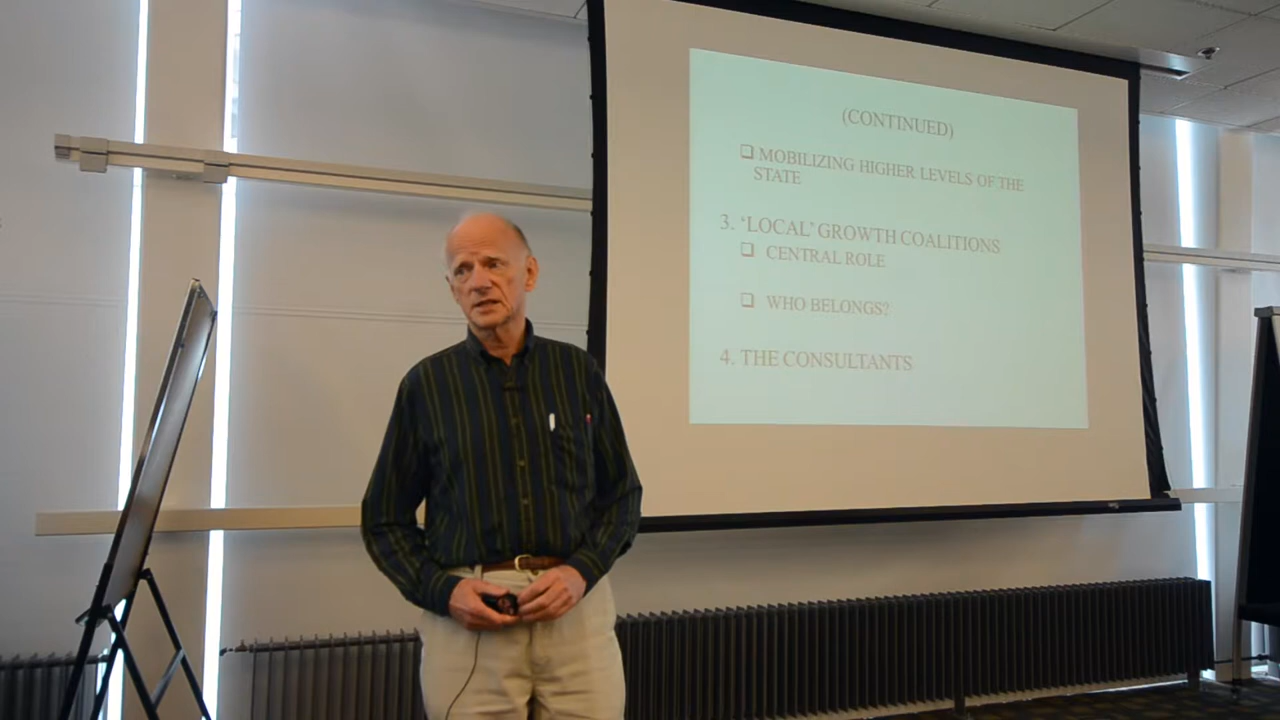 (CONTINUED)
❑ MOBILIZING HIGHER LEVELS OF THE
STATE
3. ‘LOCAL’ GROWTH COALITIONS
❑ CENTRAL ROLE
❑ WHO BELONGS?
4. THE CONSULTANTS